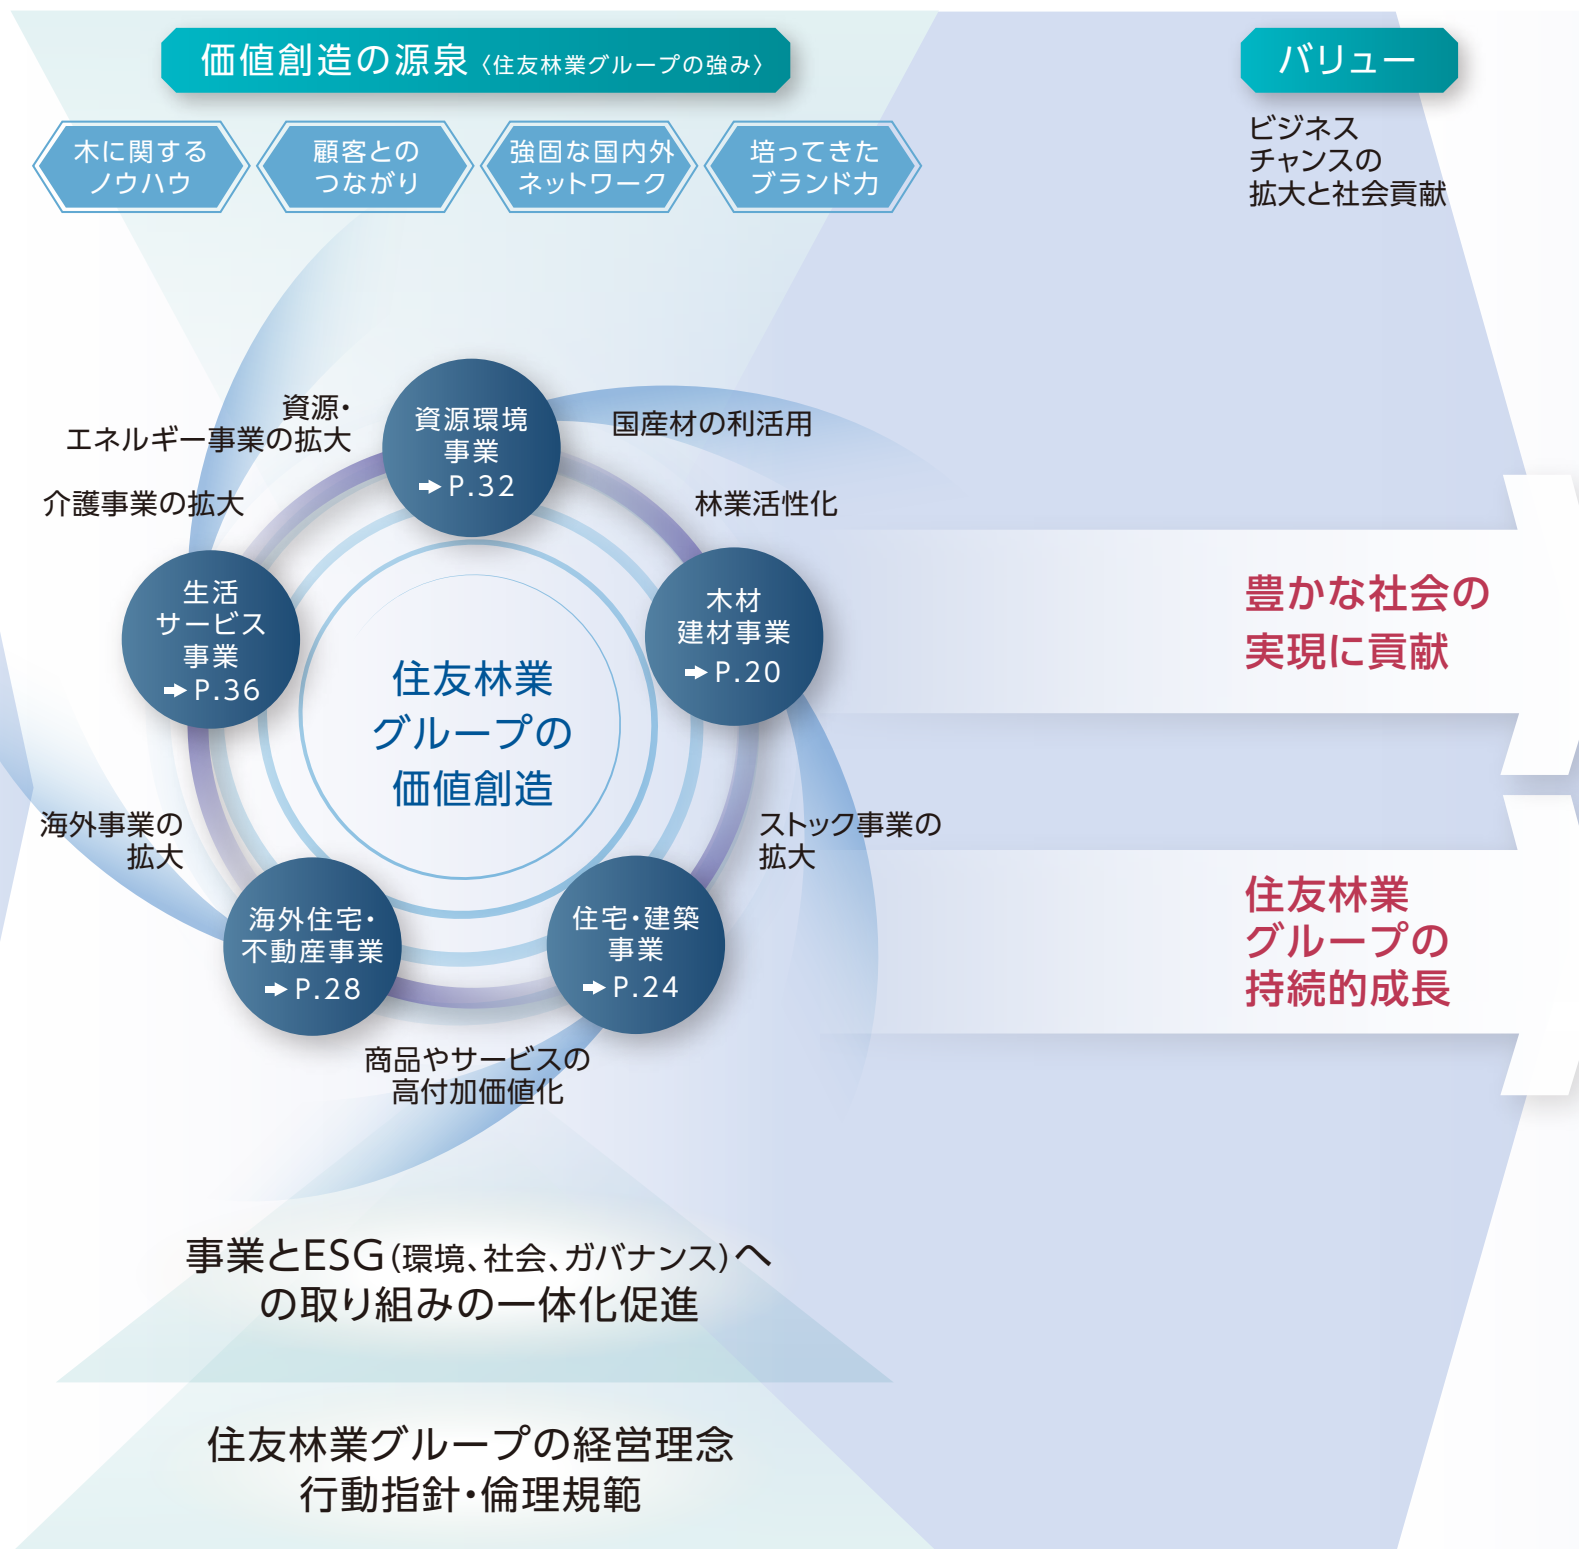 価値創造の源泉〈住友林業グループの強み〉
木に関する
ノウハウ
顧客との
つながり
強固な国内外
ネットワーク
培ってきた
ブランド力
バリュー
ビジネス
チャンスの
拡大と社会貢献
資源・
エネルギー事業の拡大
資源環境
事業
➡ P.32
国産材の利活用
介護事業の拡大
林業活性化
生活
サービス
事業
➡ P.36
木材
建材事業
➡ P.20
住友林業
グループの
価値創造
海外事業の
拡大
ストック事業の
拡大
海外住宅・
不動産事業
➡ P.28
住宅・建築
事業
➡ P.24
商品やサービスの
高付加価値化
豊かな社会の
実現に貢献
住友林業
グループの
持続的成長
事業とESG(環境、社会、ガバナンス)へ
の取り組みの一体化促進
住友林業グループの経営理念
行動指針・倫理規範